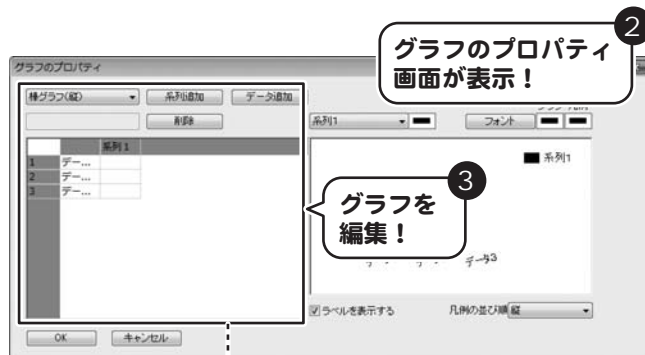 2
グラフのプロパティ
画面が表示！
グラフのプロパティ
棒グラフ(縦)
系列追加
データ追加
削除
系列1
フォント
系列 1
1 デー...
2 デー...
3 デー...
系列1
3
グラフを
編集！
データ3
ラベルを表示する
凡例の並び順 縦
OK
キャンセル